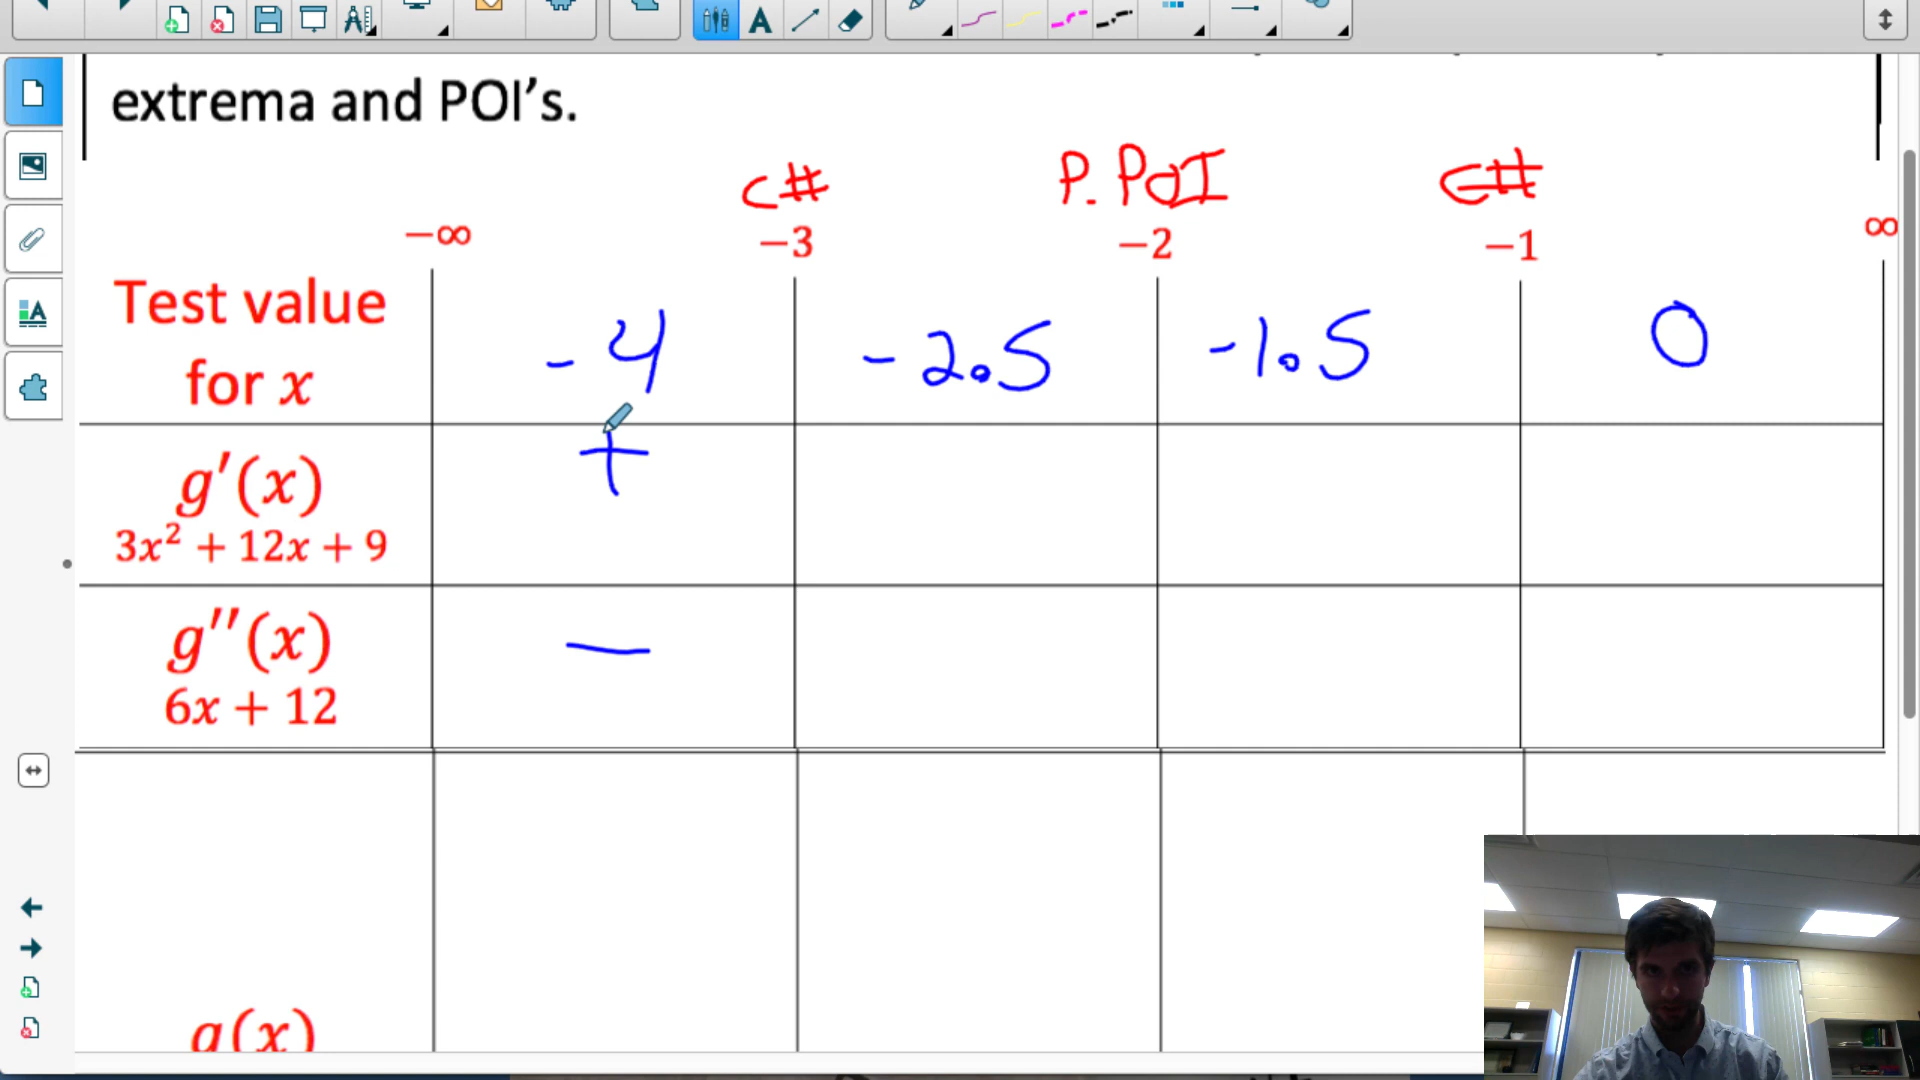 extrema and POI's.
C# P. POI C#
−∞ −3 −2 −1 ∞
Test value for x -4 -2.5 -1.5 0
g′(x) +
3x² + 12x + 9
g″(x) —
6x + 12
g(x)